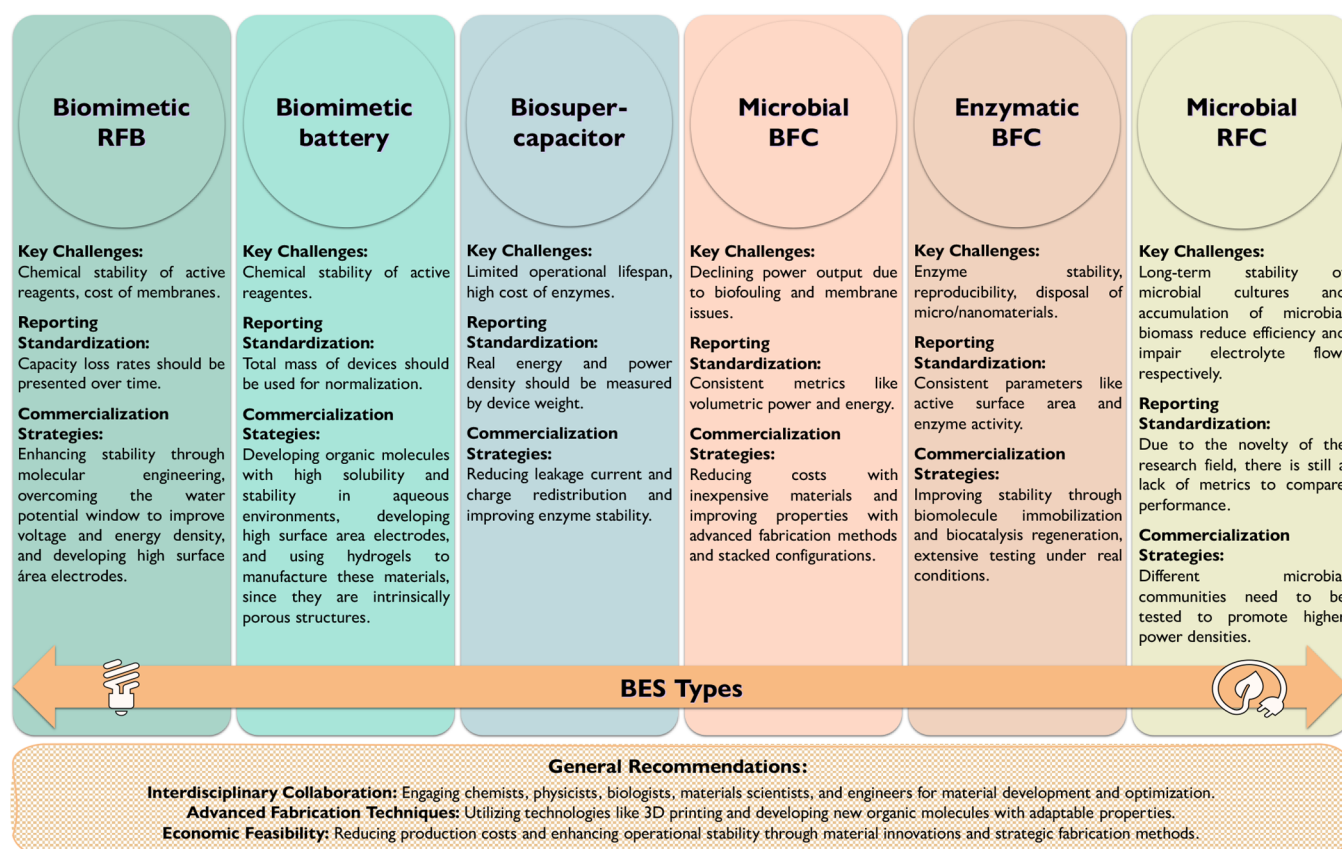 Biomimetic
RFB
Key Challenges:
Chemical stability of active
reagents, cost of membranes.
Reporting
Standardization:
Capacity loss rates should be
presented over time.
Commercialization
Strategies:
Enhancing stability through
molecular engineering,
overcoming the water
potential window to improve
voltage and energy density,
and developing high surface
área electrodes.
Biomimetic
battery
Key Challenges:
Chemical stability of active
reagentes.
Reporting
Standardization:
Total mass of devices should
be used for normalization.
Commercialization
Stategies:
Developing organic molecules
with high solubility and
stability in aqueous
environments, developing
high surface area electrodes,
and using hydrogels to
manufacture these materials,
since they are intrinsically
porous structures.
Biosuper-
capacitor
Key Challenges:
Limited operational lifespan,
high cost of enzymes.
Reporting
Standardization:
Real energy and power
density should be measured
by device weight.
Commercialization
Strategies:
Reducing leakage current and
charge redistribution and
improving enzyme stability.
Microbial
BFC
Key Challenges:
Declining power output due
to biofouling and membrane
issues.
Reporting
Standardization:
Consistent metrics like
volumetric power and energy.
Commercialization
Strategies:
Reducing costs with
inexpensive materials and
improving properties with
advanced fabrication methods
and stacked configurations.
Enzymatic
BFC
Key Challenges:
Enzyme stability,
reproducibility, disposal of
micro/nanomaterials.
Reporting
Standardization:
Consistent parameters like
active surface area and
enzyme activity.
Commercialization
Strategies:
Improving stability through
biomolecule immobilization
and biocatalysis regeneration,
extensive testing under real
conditions.
Microbial
RFC
Key Challenges:
Long-term stability of
microbial cultures and
accumulation of microbial
biomass reduce efficiency and
impair electrolyte flow,
respectively.
Reporting
Standardization:
Due to the novelty of the
research field, there is still a
lack of metrics to compare
performance.
Commercialization
Strategies:
Different microbial
communities need to be
tested to promote higher
power densities.
BES Types
General Recommendations:
Interdisciplinary Collaboration: Engaging chemists, physicists, biologists, materials scientists, and engineers for material development and optimization.
Advanced Fabrication Techniques: Utilizing technologies like 3D printing and developing new organic molecules with adaptable properties.
Economic Feasibility: Reducing production costs and enhancing operational stability through material innovations and strategic fabrication methods.